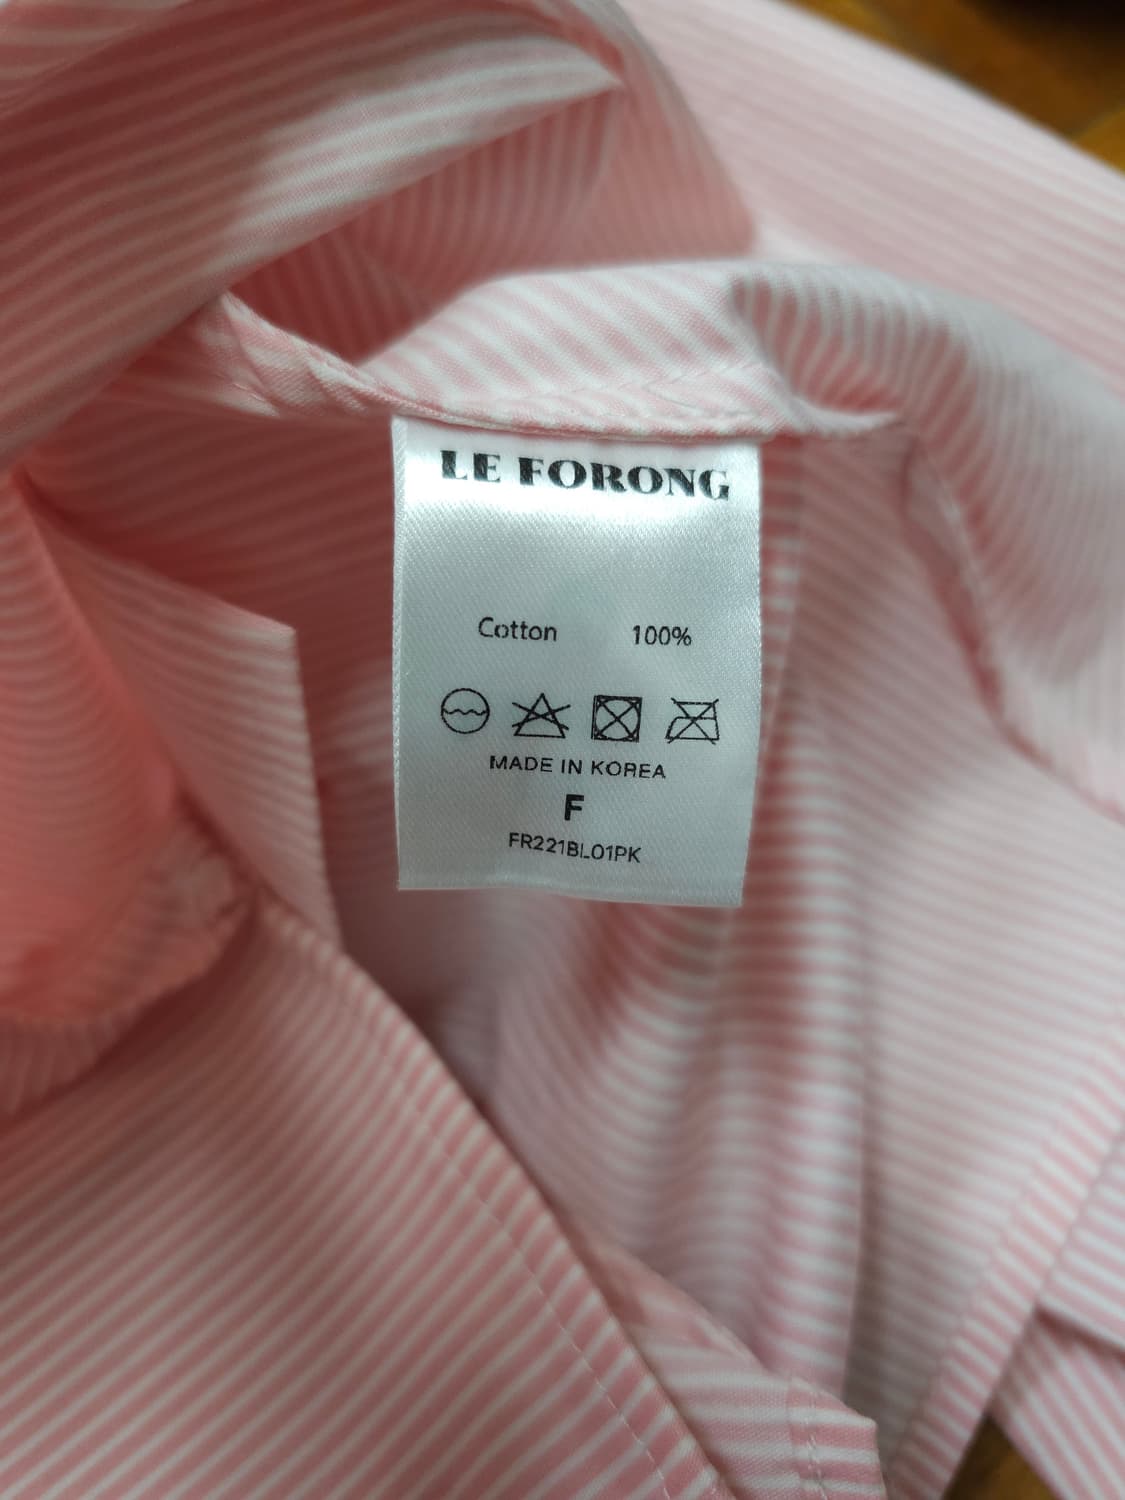 LE FORONG
Cotton 100%
MADE IN KOREA
F
FR221BL01PK